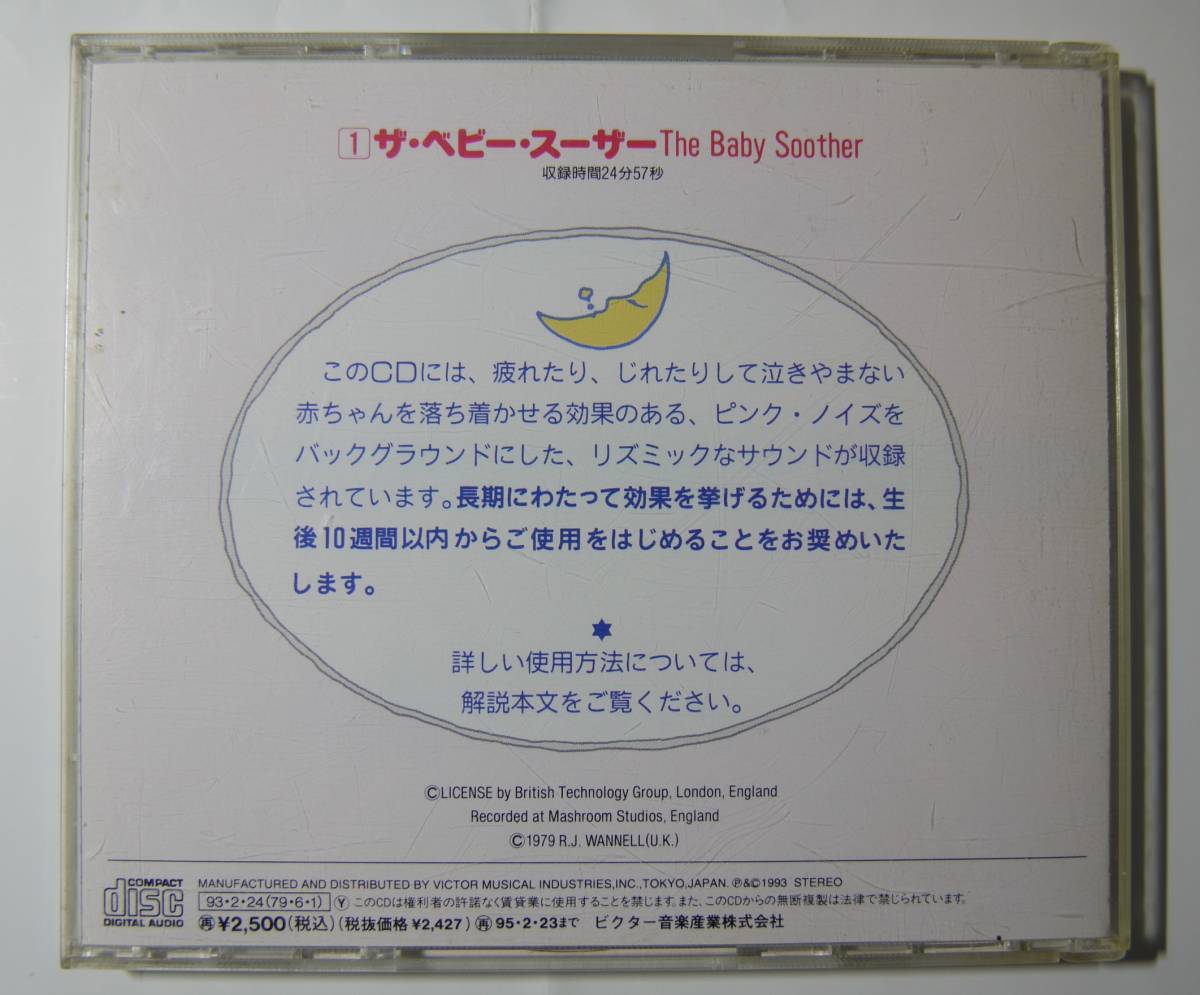 1 ザ・ベビー・スーザー The Baby Soother
収録時間24分57秒
?
このCDには、疲れたり、じれたりして泣きやまない
赤ちゃんを落ち着かせる効果のある、ピンク・ノイズを
バックグラウンドにした、リズミックなサウンドが収録
されています。長期にわたって効果を挙げるためには、生
後10週間以内からご使用をはじめることをお奨めいた
します。
詳しい使用方法については、
解説本文をご覧ください。
©LICENSE by British Technology Group, London, England
Recorded at Mashroom Studios, England
©1979 R.J. WANNELL(U.K.)
COMPACT disc DIGITAL AUDIO
MANUFACTURED AND DISTRIBUTED BY VICTOR MUSICAL INDUSTRIES,INC.,TOKYO,JAPAN. ℗&©1993 STEREO
93・2・24(79・6・1) Ⓨ このCDは権利者の許諾なく賃貸業に使用することを禁じます。また、このCDからの無断複製は法律で禁じられています。
再 ¥2,500(税込)(税抜価格 ¥2,427) 再 95・2・23まで ビクター音楽産業株式会社